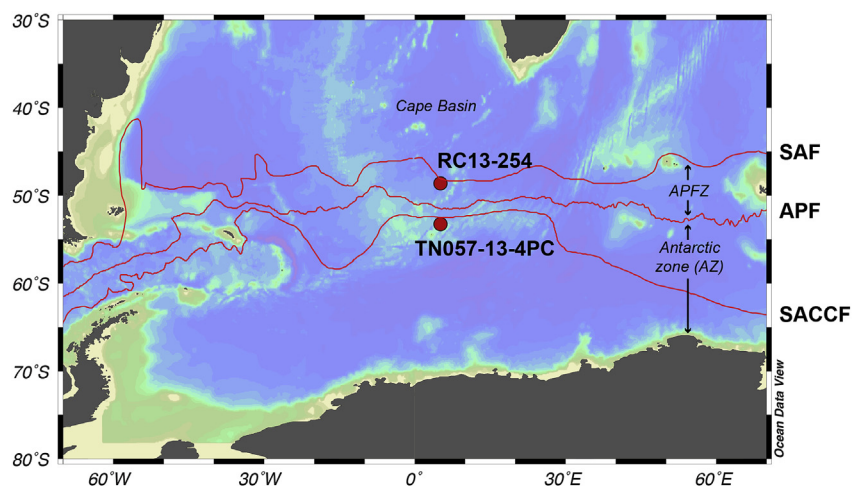 30°S
40°S
50°S
60°S
70°S
80°S
Cape Basin
RC13-254
TN057-13-4PC
APFZ
Antarctic
zone (AZ)
SAF
APF
SACCF
Ocean Data View
60°W
30°W
0°
30°E
60°E